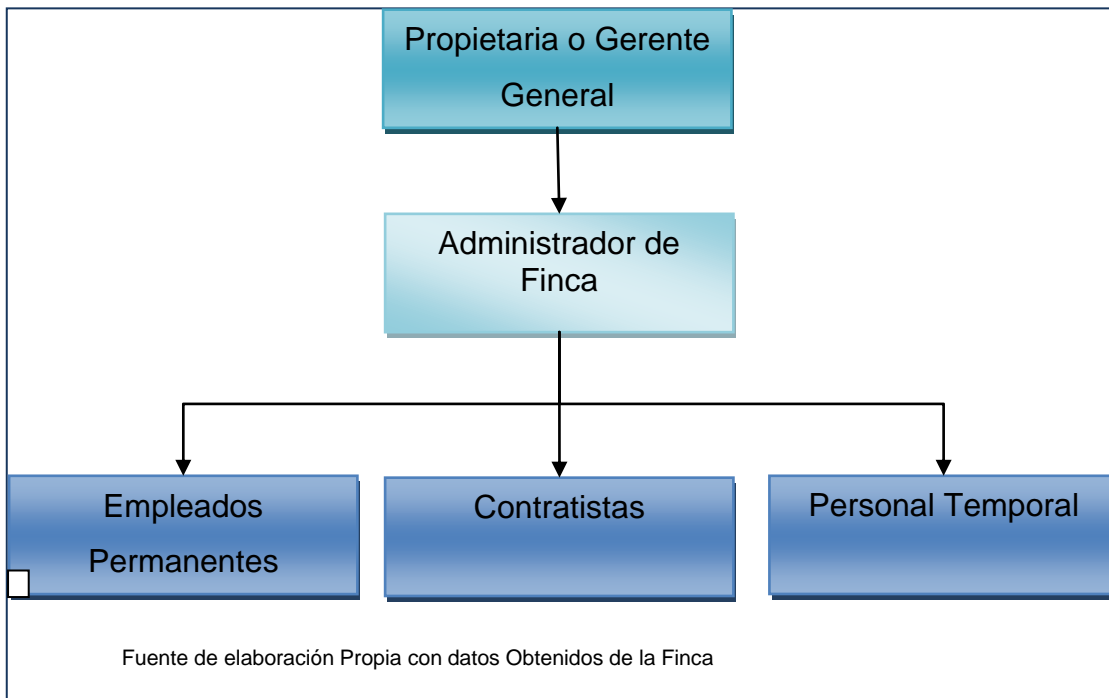 Propietaria o Gerente
General
Administrador de
Finca
Empleados
Permanentes
Contratistas
Personal Temporal
Fuente de elaboración Propia con datos Obtenidos de la Finca